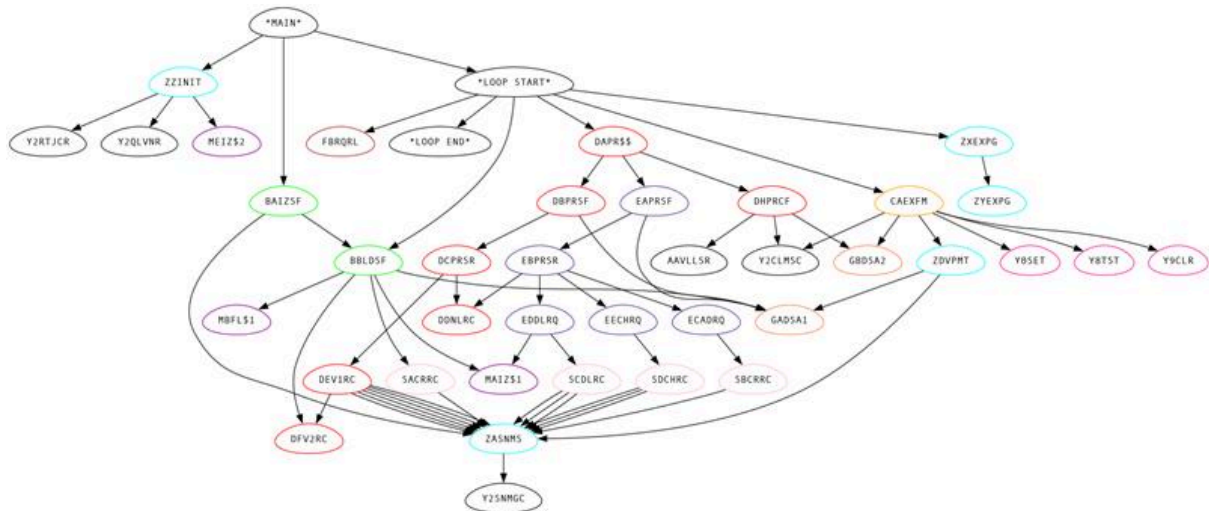 *MAIN*
ZZINIT
*LOOP START*
Y2RTJCR
Y2QLVNR
MEIZ$2
FBRQRL
*LOOP END*
DAPR$$
ZXEXPG
BAIZSF
DBPRSF
EAPRSF
DHPRCF
CAEXFM
ZYEXPG
BBLDSF
DCPRSR
EBPRSR
AAVLLSR
Y2CLMSC
GBDSA2
ZDVPMT
Y0SET
Y8TST
Y9CLR
MBFL$1
DDNLRC
EDDLRQ
EECHRQ
ECADRQ
GADSA1
DEV1RC
SACRRC
MAIZ$1
SCDLRC
SDCHRC
SBCRRC
DFV2RC
ZASNMS
Y2SNMGC